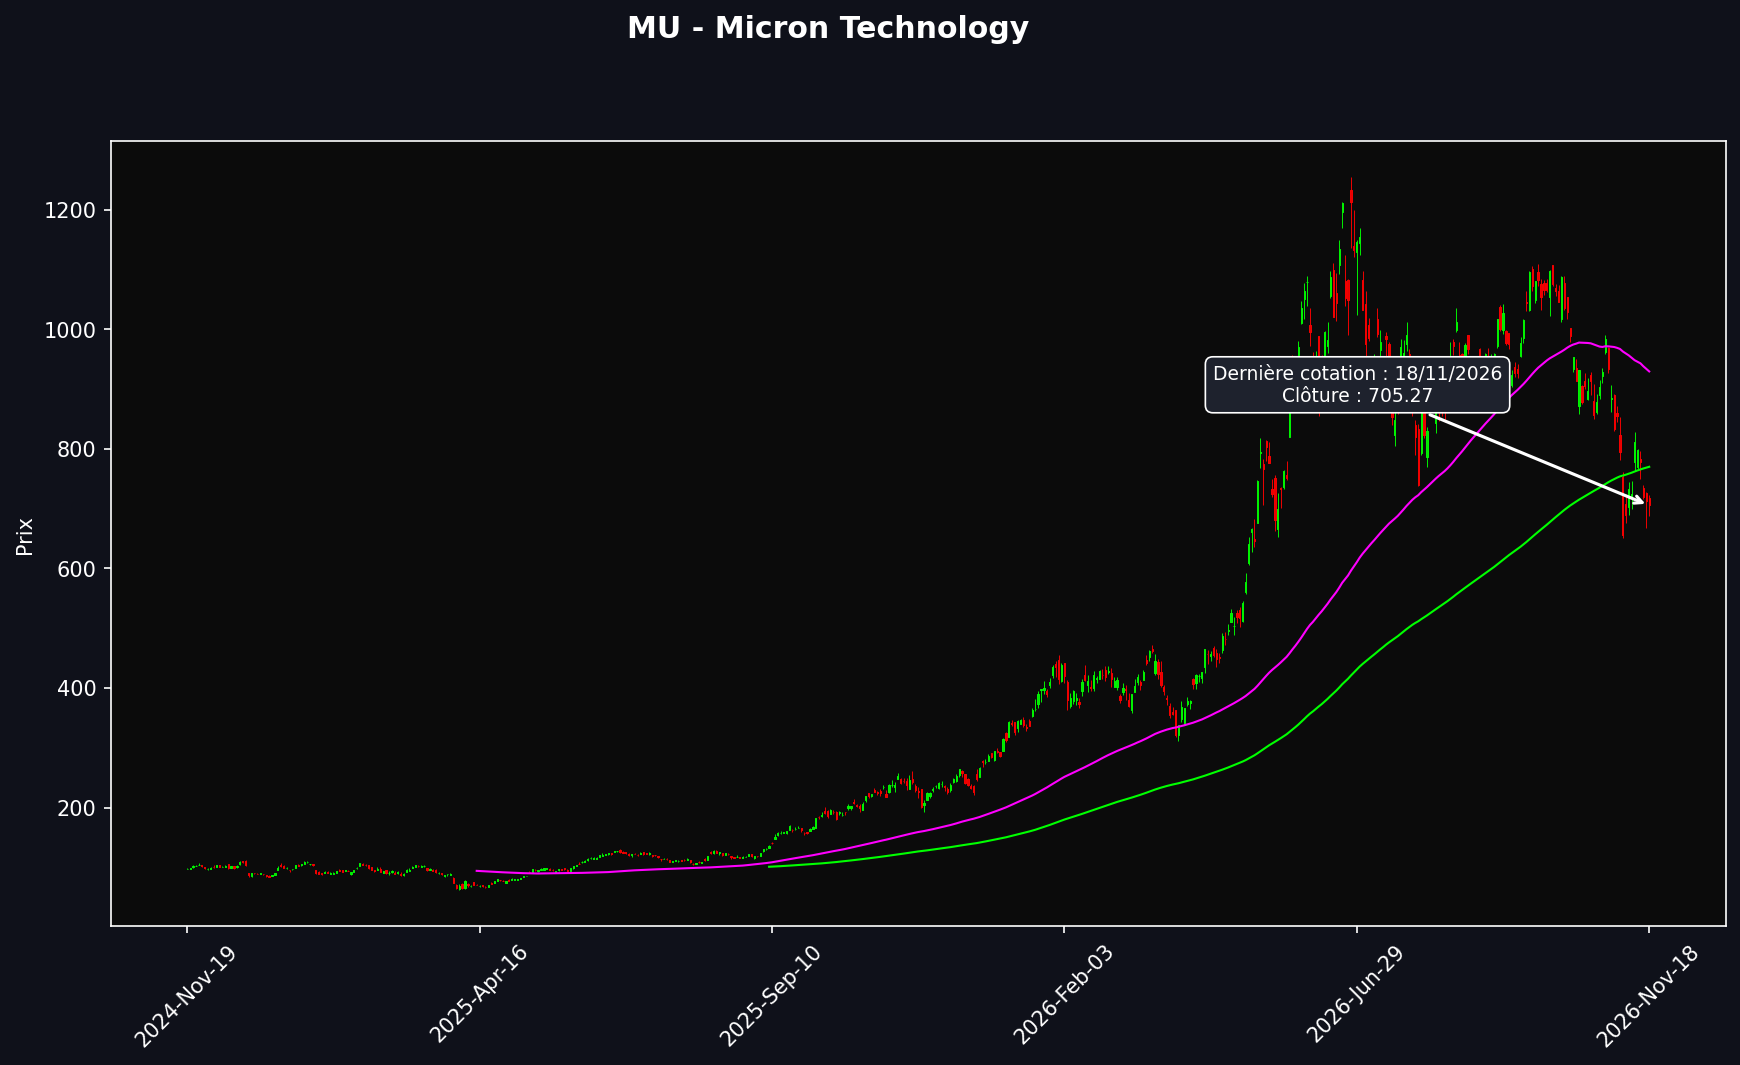 MU - Micron Technology
Prix
1200
1000
800
600
400
200
Dernière cotation : 18/11/2026
Clôture : 705.27
2024-Nov-19
2025-Apr-16
2025-Sep-10
2026-Feb-03
2026-Jun-29
2026-Nov-18